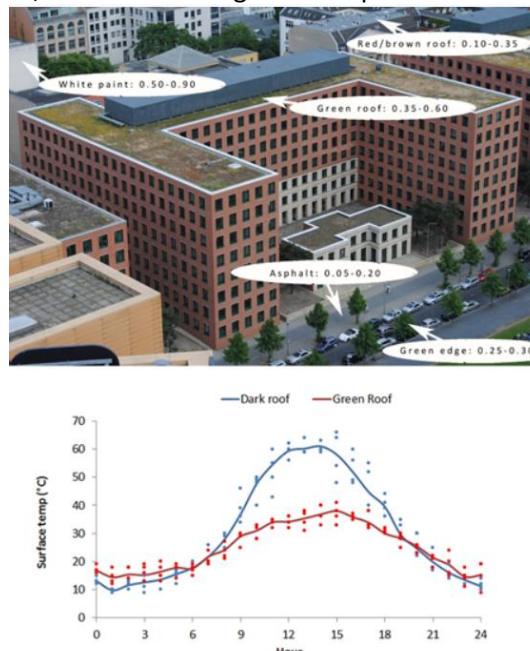 Red/brown roof: 0.10-0.35
White paint: 0.50-0.90
Green roof: 0.35-0.60
Asphalt: 0.05-0.20
Green edge: 0.25-0.30
Dark roof Green Roof
Surface temp (°C)
70
60
50
40
30
20
10
0
0 3 6 9 12 15 18 21 24